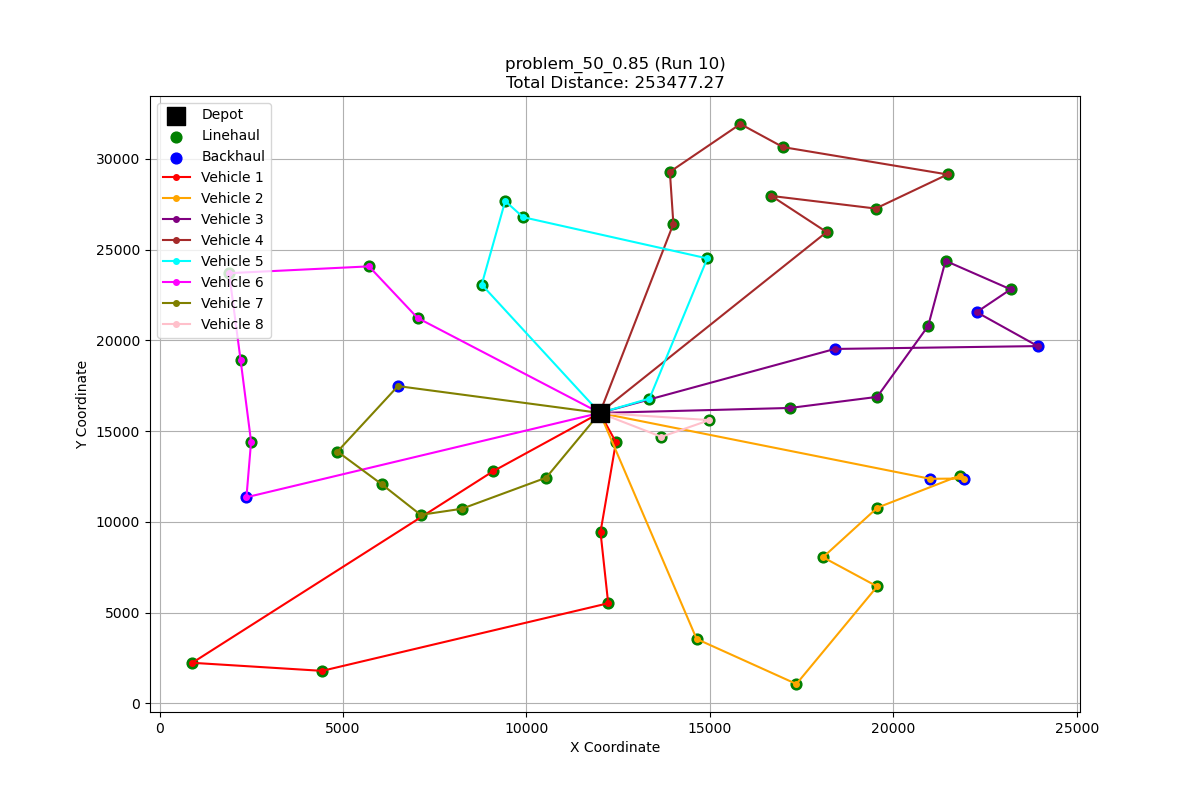 problem_50_0.85 (Run 10)
Total Distance: 253477.27
Depot
Linehaul
Backhaul
Vehicle 1
Vehicle 2
Vehicle 3
Vehicle 4
Vehicle 5
Vehicle 6
Vehicle 7
Vehicle 8
30000
25000
20000
15000
10000
5000
0
Y Coordinate
0 5000 10000 15000 20000 25000
X Coordinate